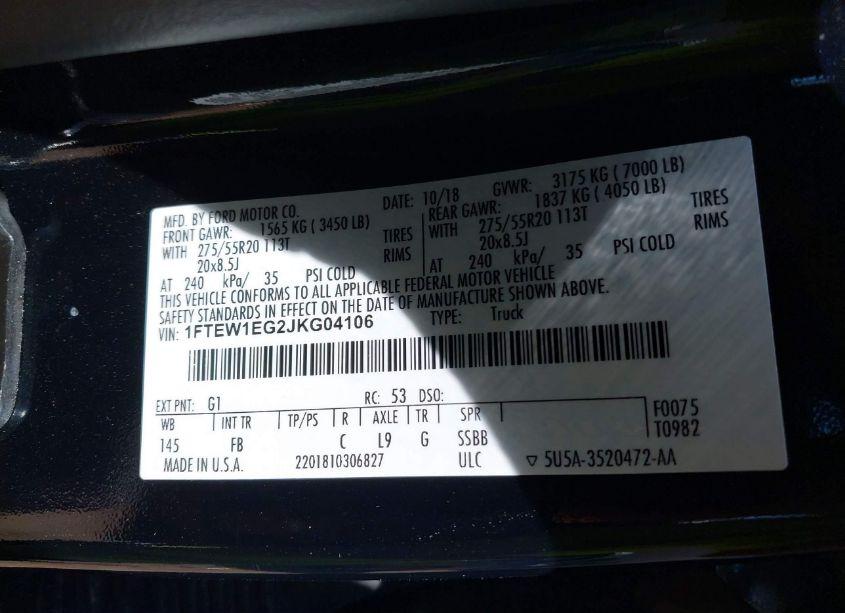 MFD. BY FORD MOTOR CO.
DATE: 10/18 GVWR: 3175 KG ( 7000 LB)
FRONT GAWR: 1565 KG ( 3450 LB)
WITH 275/55R20 113T TIRES
20x8.5J RIMS
AT 240 kPa/ 35 PSI COLD
REAR GAWR: 1837 KG ( 4050 LB)
WITH 275/55R20 113T TIRES
20x8.5J RIMS
AT 240 kPa/ 35 PSI COLD
THIS VEHICLE CONFORMS TO ALL APPLICABLE FEDERAL MOTOR VEHICLE
SAFETY STANDARDS IN EFFECT ON THE DATE OF MANUFACTURE SHOWN ABOVE.
VIN: 1FTEW1EG2JKG04106 TYPE: Truck
EXT PNT: G1 RC: 53 DSO:
WB INT TR TP/PS R AXLE TR SPR F0075
145 FB C L9 G SSBB T0982
MADE IN U.S.A. 2201810306827 ULC ▽ 5U5A-3520472-AA